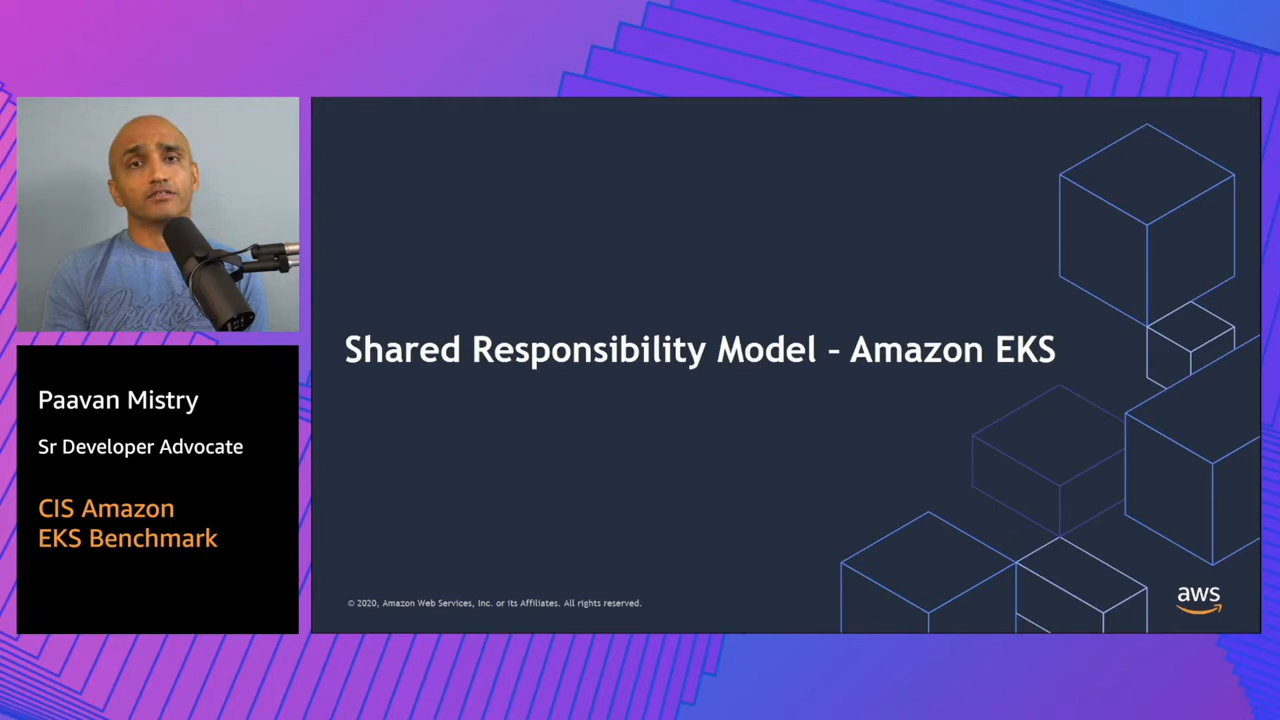 Shared Responsibility Model – Amazon EKS
Paavan Mistry
Sr Developer Advocate
CIS Amazon
EKS Benchmark
© 2020, Amazon Web Services, Inc. or its Affiliates. All rights reserved.
aws